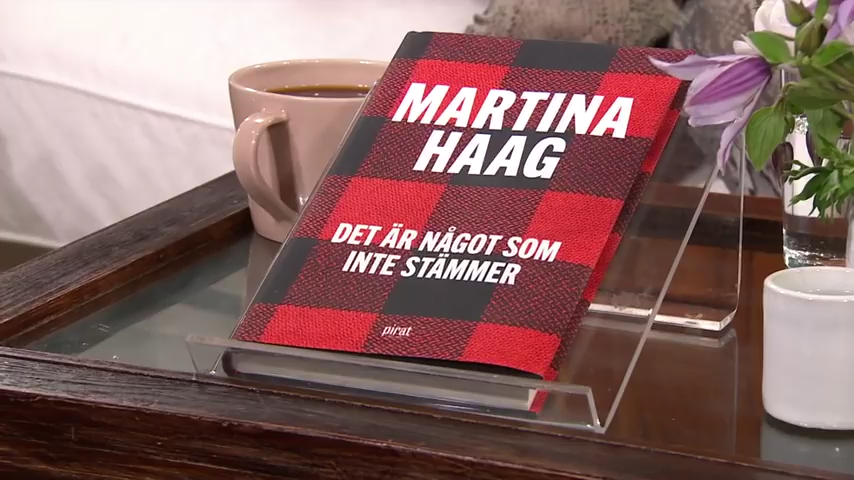 MARTINA
HAAG
DET ÄR NÅGOT SOM
INTE STÄMMER
pirat